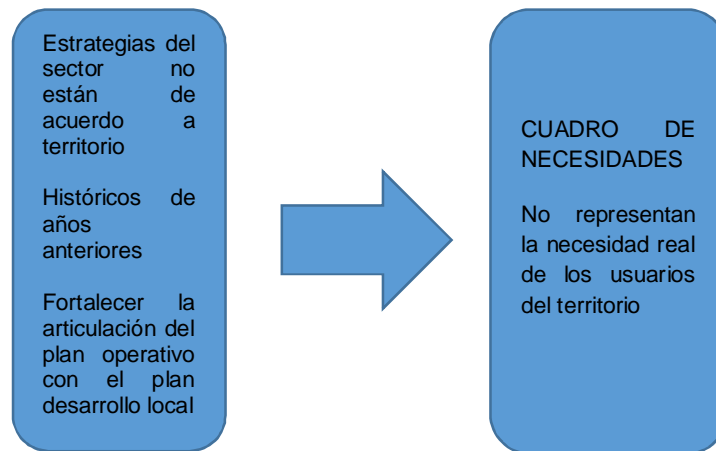 Estrategias del
sector no
están de
acuerdo a
territorio
Históricos de
años
anteriores
Fortalecer la
articulación del
plan operativo
con el plan
desarrollo local
CUADRO DE
NECESIDADES
No representan
la necesidad real
de los usuarios
del territorio